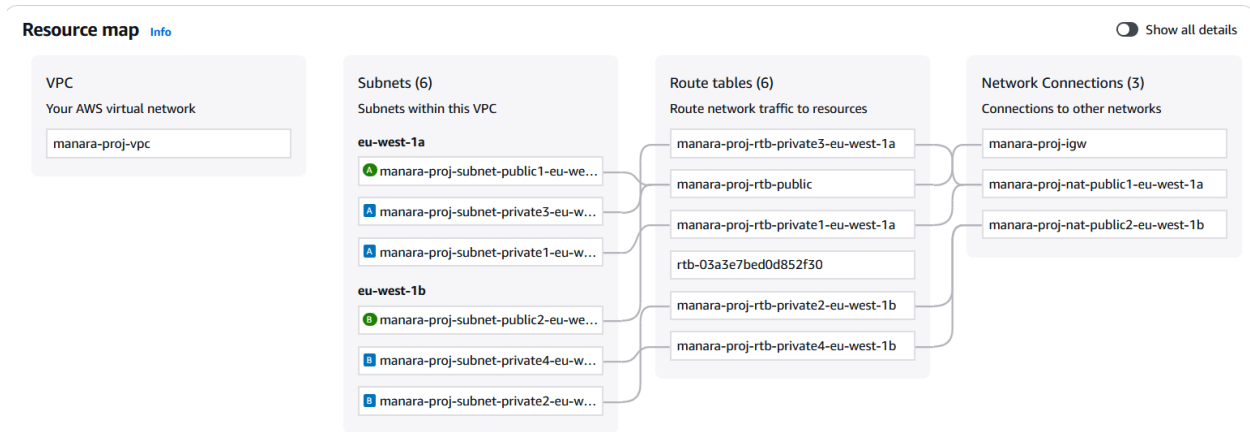 Resource map Info
Show all details
VPC
Your AWS virtual network
manara-proj-vpc
Subnets (6)
Subnets within this VPC
eu-west-1a
A manara-proj-subnet-public1-eu-we...
A manara-proj-subnet-private3-eu-w...
A manara-proj-subnet-private1-eu-w...
eu-west-1b
B manara-proj-subnet-public2-eu-we...
B manara-proj-subnet-private4-eu-w...
B manara-proj-subnet-private2-eu-w...
Route tables (6)
Route network traffic to resources
manara-proj-rtb-private3-eu-west-1a
manara-proj-rtb-public
manara-proj-rtb-private1-eu-west-1a
rtb-03a3e7bed0d852f30
manara-proj-rtb-private2-eu-west-1b
manara-proj-rtb-private4-eu-west-1b
Network Connections (3)
Connections to other networks
manara-proj-igw
manara-proj-nat-public1-eu-west-1a
manara-proj-nat-public2-eu-west-1b